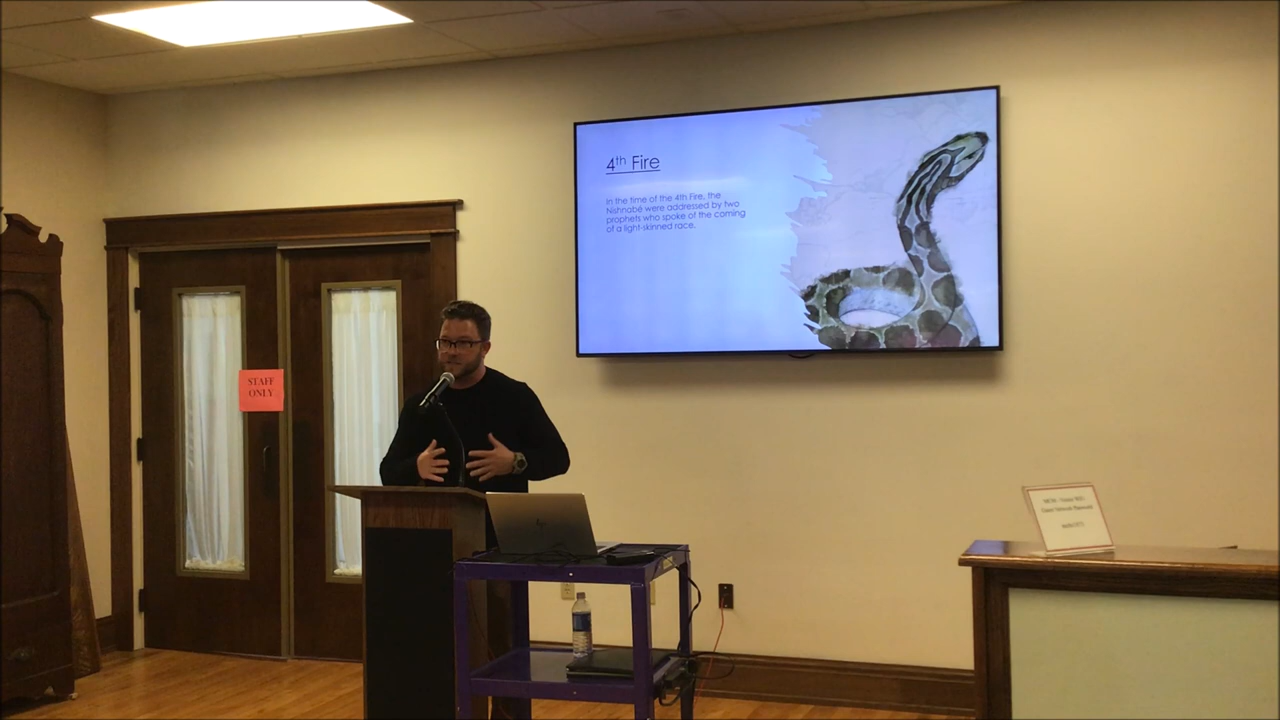 4th Fire
In the time of the 4th Fire, the
Nishnabé were addressed by two
prophets who spoke of the coming
of a light-skinned race.
STAFF
ONLY